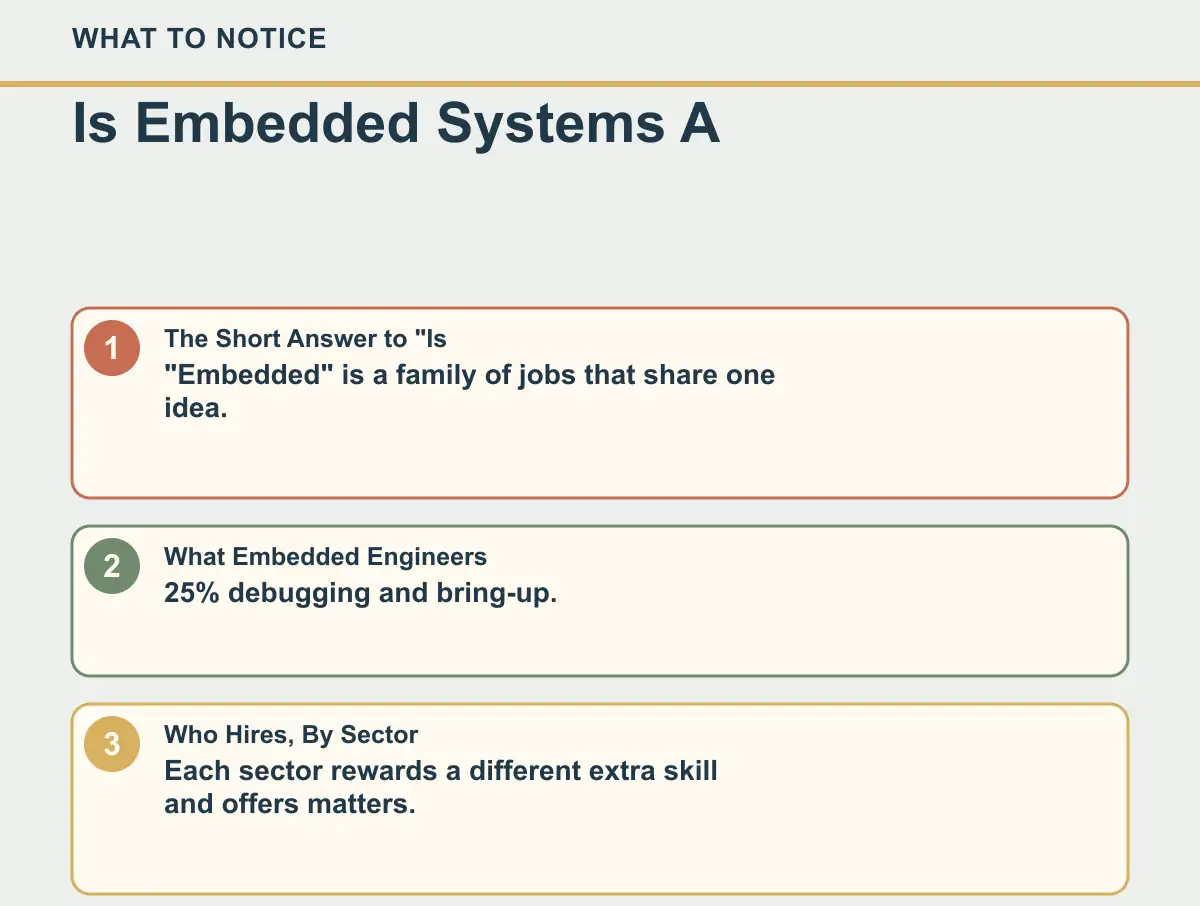 WHAT TO NOTICE
Is Embedded Systems A
1
The Short Answer to "Is
"Embedded" is a family of jobs that share one
idea.
2
What Embedded Engineers
25% debugging and bring-up.
3
Who Hires, By Sector
Each sector rewards a different extra skill
and offers matters.